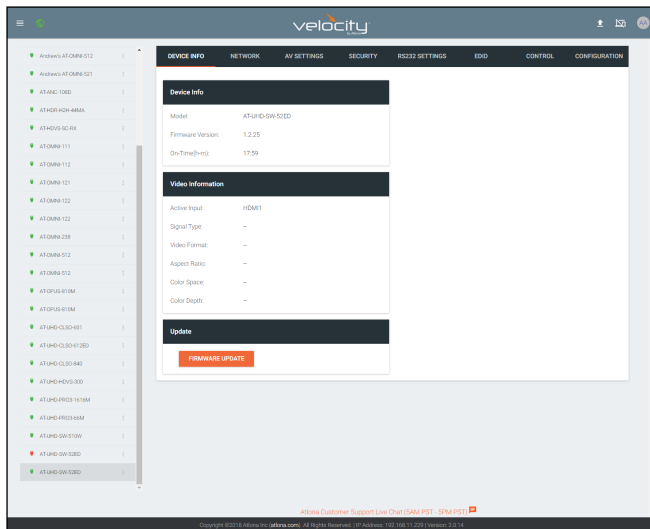 velocity
by Atlona
AA
Andrew's AT-OMNI-512
Andrew's AT-OMNI-521
AT-ANC-108D
AT-HDR-H2H-44MA
AT-HDVS-SC-RX
AT-OMNI-111
AT-OMNI-112
AT-OMNI-121
AT-OMNI-122
AT-OMNI-122
AT-OMNI-238
AT-OMNI-512
AT-OMNI-512
AT-OPUS-810M
AT-OPUS-810M
AT-UHD-CLSO-601
AT-UHD-CLSO-612ED
AT-UHD-CLSO-840
AT-UHD-HDVS-300
AT-UHD-PRO3-1616M
AT-UHD-PRO3-66M
AT-UHD-SW-510W
AT-UHD-SW-52ED
AT-UHD-SW-52ED
DEVICE INFO NETWORK AV SETTINGS SECURITY RS232 SETTINGS EDID CONTROL CONFIGURATION
Device Info
Model: AT-UHD-SW-52ED
Firmware Version: 1.2.25
On-Time(h-m): 17:59
Video Information
Active Input: HDMI1
Signal Type: --
Video Format: --
Aspect Ratio: --
Color Space: --
Color Depth: --
Update
FIRMWARE UPDATE
Atlona Customer Support Live Chat (5AM PST - 5PM PST)
Copyright ©2018 Atlona Inc (atlona.com). All Rights Reserved. | IP Address: 192.168.11.239 | Version: 2.0.14